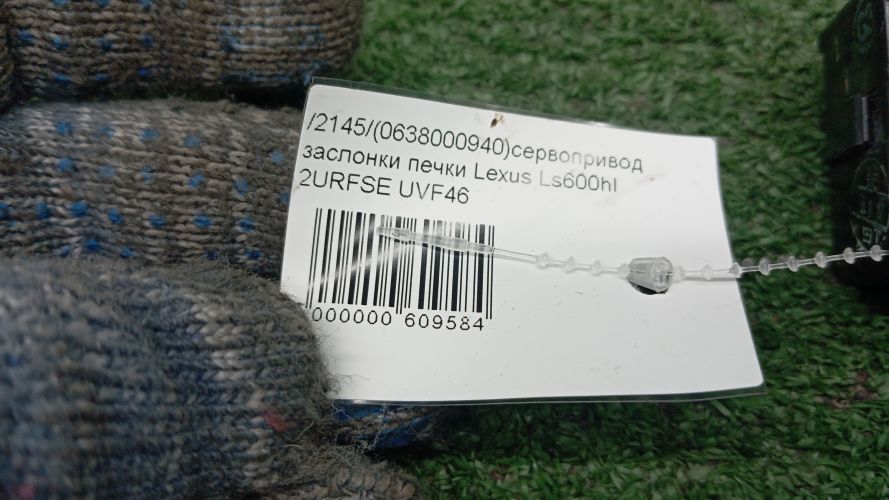 /2145/(0638000940)сервопривод
заслонки печки Lexus Ls600hl
2URFSE UVF46
000000 609584